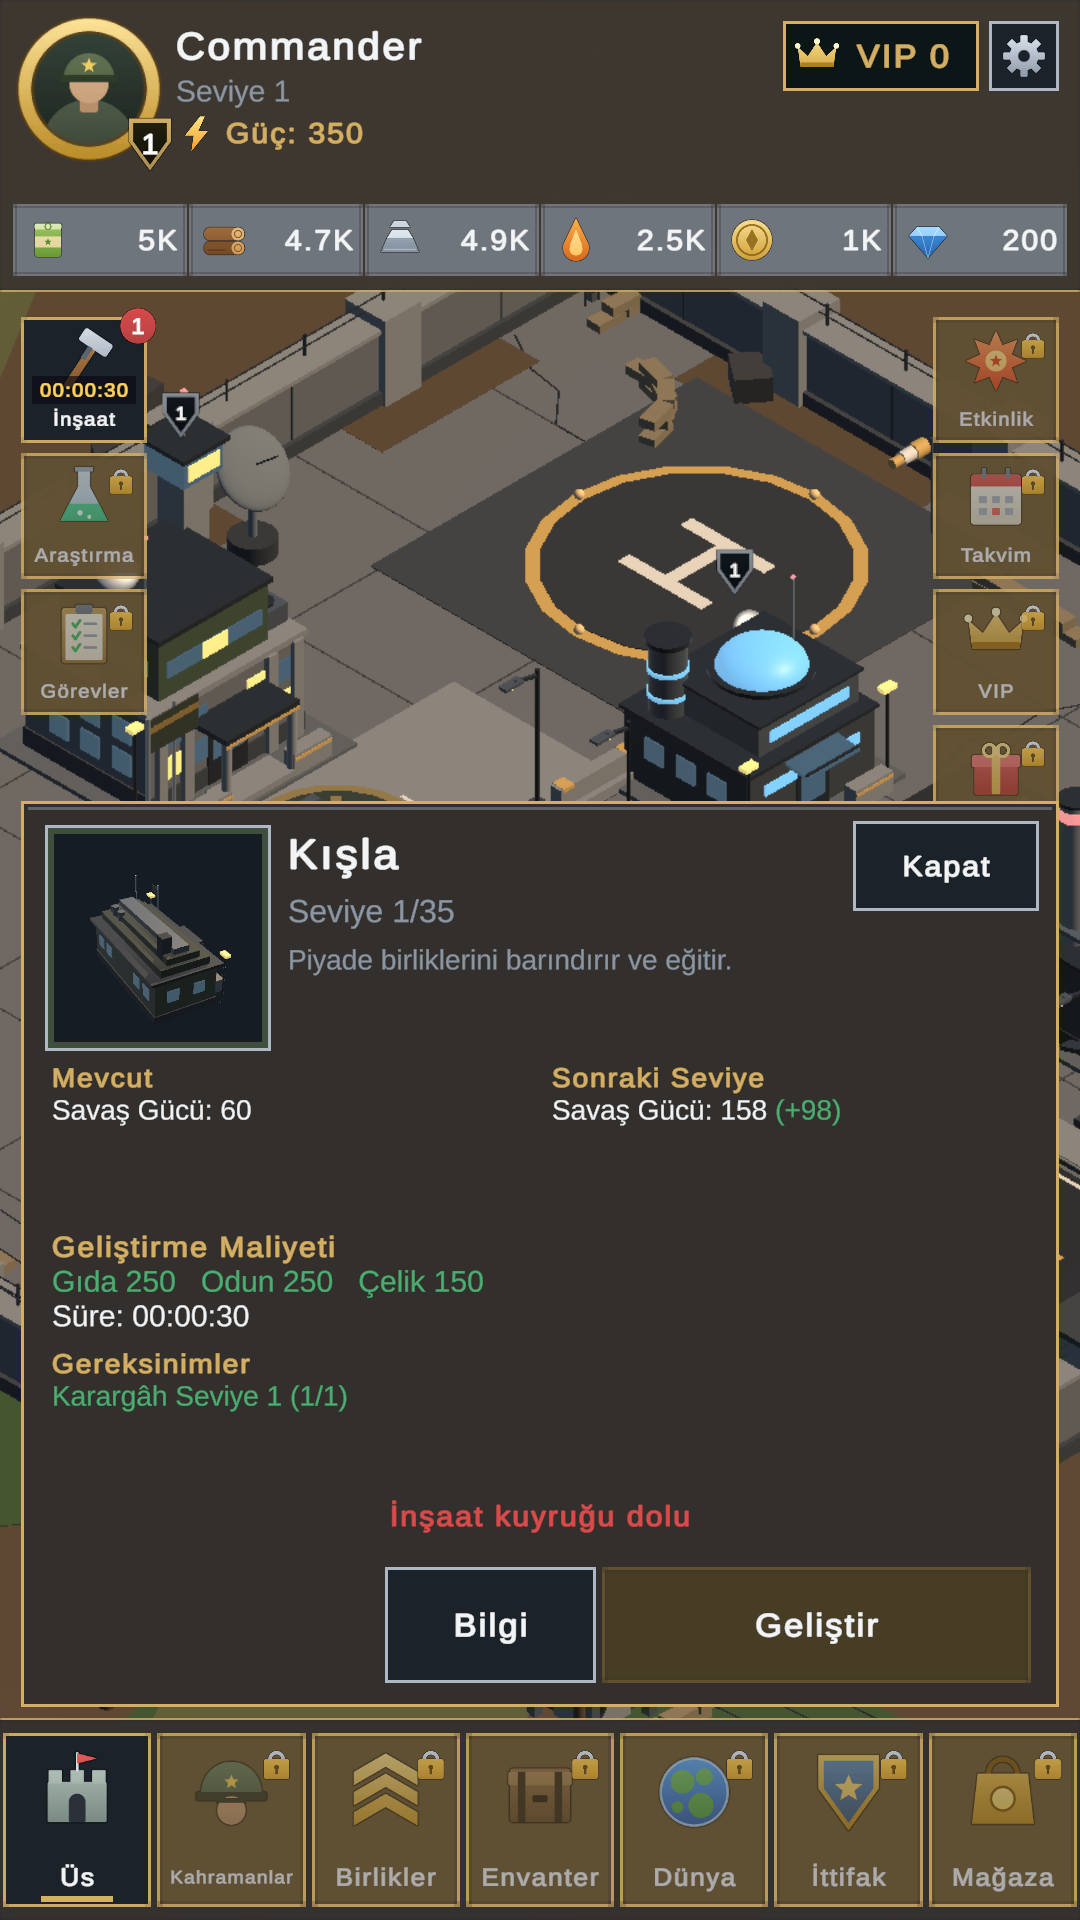 Commander
Seviye 1
Güç: 350
1
VIP 0
5K
4.7K
4.9K
2.5K
1K
200
1
00:00:30
İnşaat
Araştırma
Görevler
1
1
Etkinlik
Takvim
VIP
Kışla
Seviye 1/35
Piyade birliklerini barındırır ve eğitir.
Kapat
Mevcut
Savaş Gücü: 60
Sonraki Seviye
Savaş Gücü: 158 (+98)
Geliştirme Maliyeti
Gıda 250 Odun 250 Çelik 150
Süre: 00:00:30
Gereksinimler
Karargâh Seviye 1 (1/1)
İnşaat kuyruğu dolu
Bilgi
Geliştir
Üs
Kahramanlar
Birlikler
Envanter
Dünya
İttifak
Mağaza